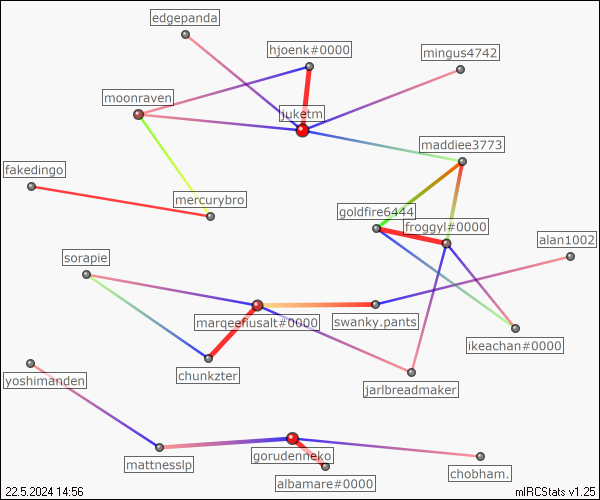 edgepanda
hjoenk#0000
mingus4742
moonraven
juketm
maddiee3773
fakedingo
mercurybro
goldfire6444
froggyl#0000
alan1002
sorapie
marqeefiusalt#0000
swanky.pants
ikeachan#0000
chunkzter
yoshimanden
jarlbreadmaker
mattnesslp
gorudenneko
albamare#0000
chobham.
22.5.2024 14:56
mIRCStats v1.25